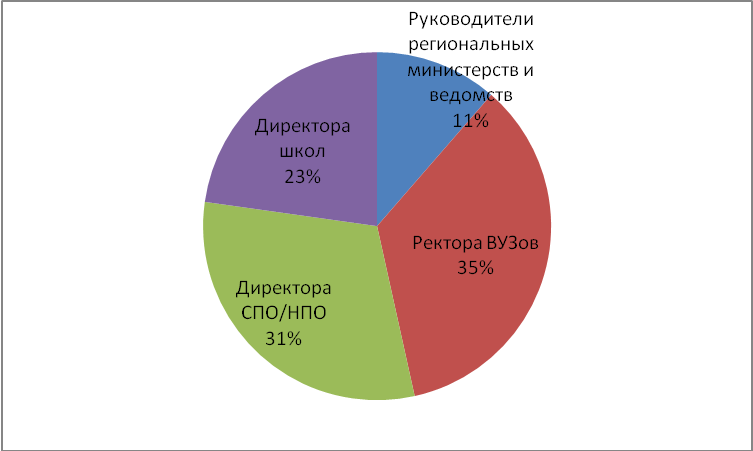 Руководители
региональных
министерств и
ведомств
11%
Директора
школ
23%
Ректора ВУЗов
35%
Директора
СПО/НПО
31%